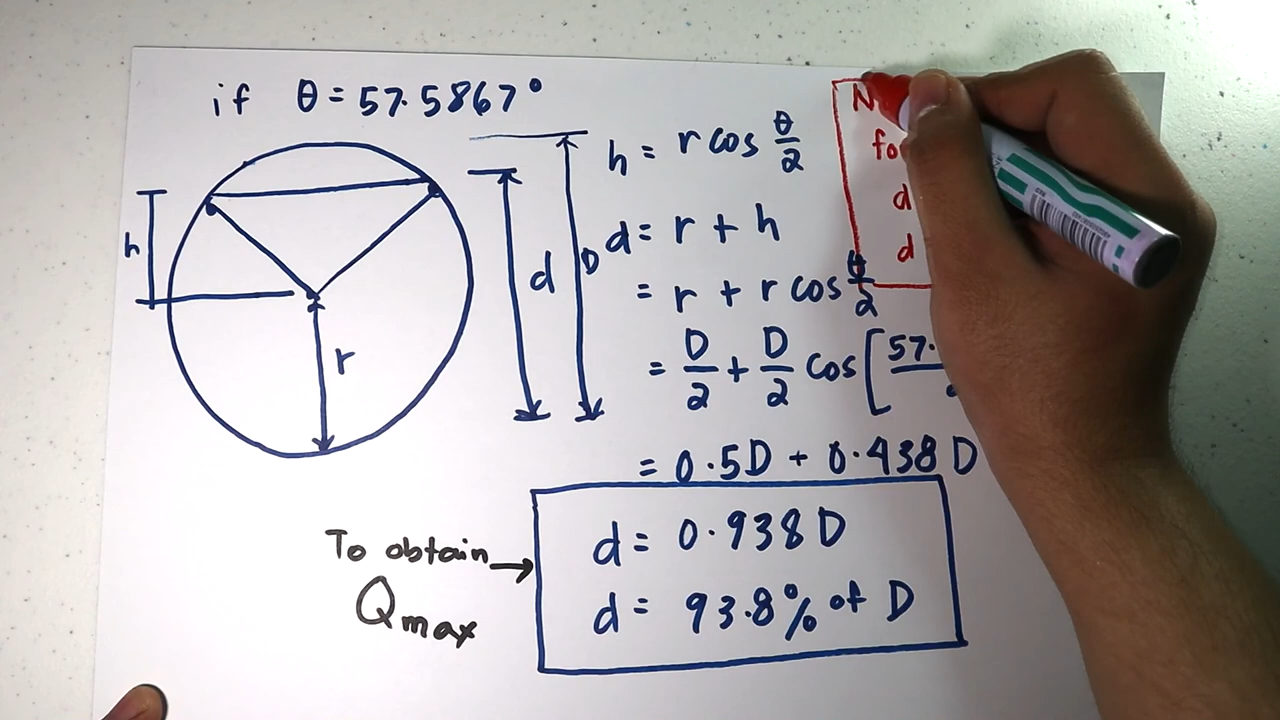 if θ = 57.5867°
h = r cos θ/2
d = r + h
= r + r cos θ/2
= D/2 + D/2 cos [57.
= 0.5D + 0.438 D
d = 0.938 D
d = 93.8% of D
To obtain
Qmax
h
r
d
D
d
d